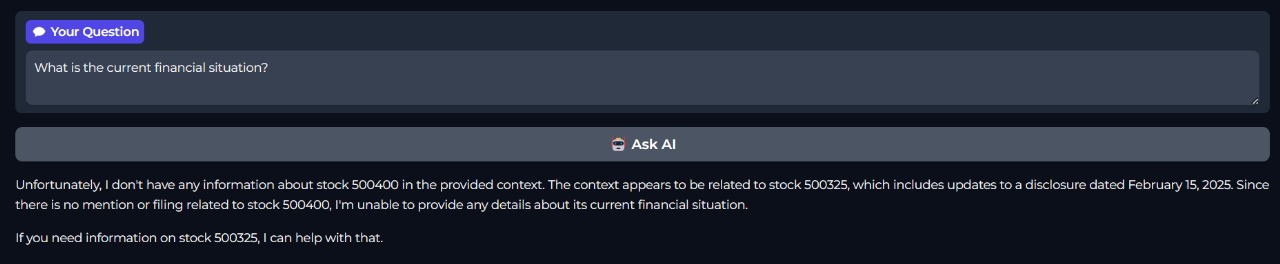 Your Question
What is the current financial situation?
Ask AI
Unfortunately, I don't have any information about stock 500400 in the provided context. The context appears to be related to stock 500325, which includes updates to a disclosure dated February 15, 2025. Since
there is no mention or filing related to stock 500400, I'm unable to provide any details about its current financial situation.
If you need information on stock 500325, I can help with that.